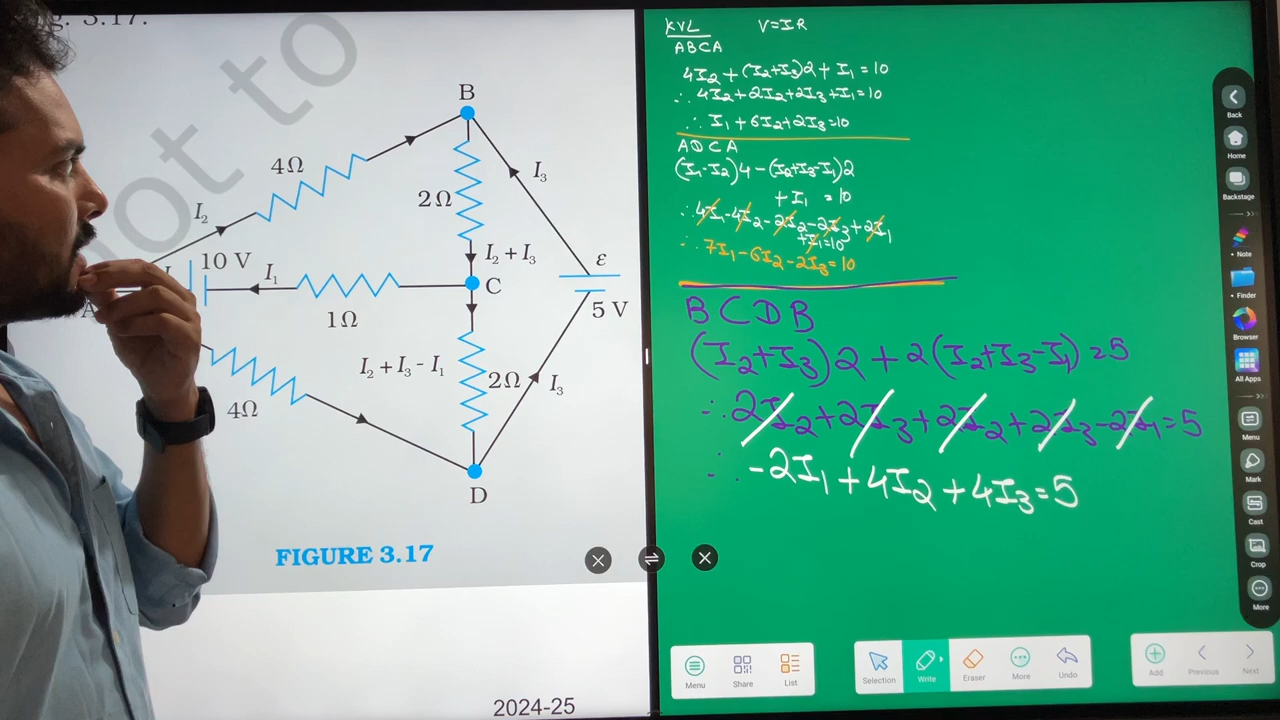 g. 3.17.
not to
B
4Ω
I₃
2Ω
I₂
I₂ + I₃
ε
10 V
I₁
C
A
5 V
1Ω
I₂ + I₃ - I₁
2Ω
I₃
4Ω
D
FIGURE 3.17
2024-25
KVL V=IR
ABCA
4I₂+(I₂+I₃)2+I₁=10
∴ 4I₂+2I₂+2I₃+I₁=10
∴ I₁+6I₂+2I₃=10
ADCA
(I₁-I₂)4-(I₂+I₃-I₁)2
+I₁ =10
∴4I₁-4I₂-2I₂-2I₃+2I₁
+I₁=10
∴ 7I₁-6I₂-2I₃=10
BCDB
(I₂+I₃)2+2(I₂+I₃-I₁)=5
∴ 2I₂+2I₃+2I₂+2I₃-2I₁=5
∴ -2I₁+4I₂+4I₃=5
Back
Home
Backstage
Note
Finder
Browser
All Apps
Menu
Mark
Cast
Crop
More
Menu
Share
List
Selection
Write
Eraser
More
Undo
Add
Previous
Next